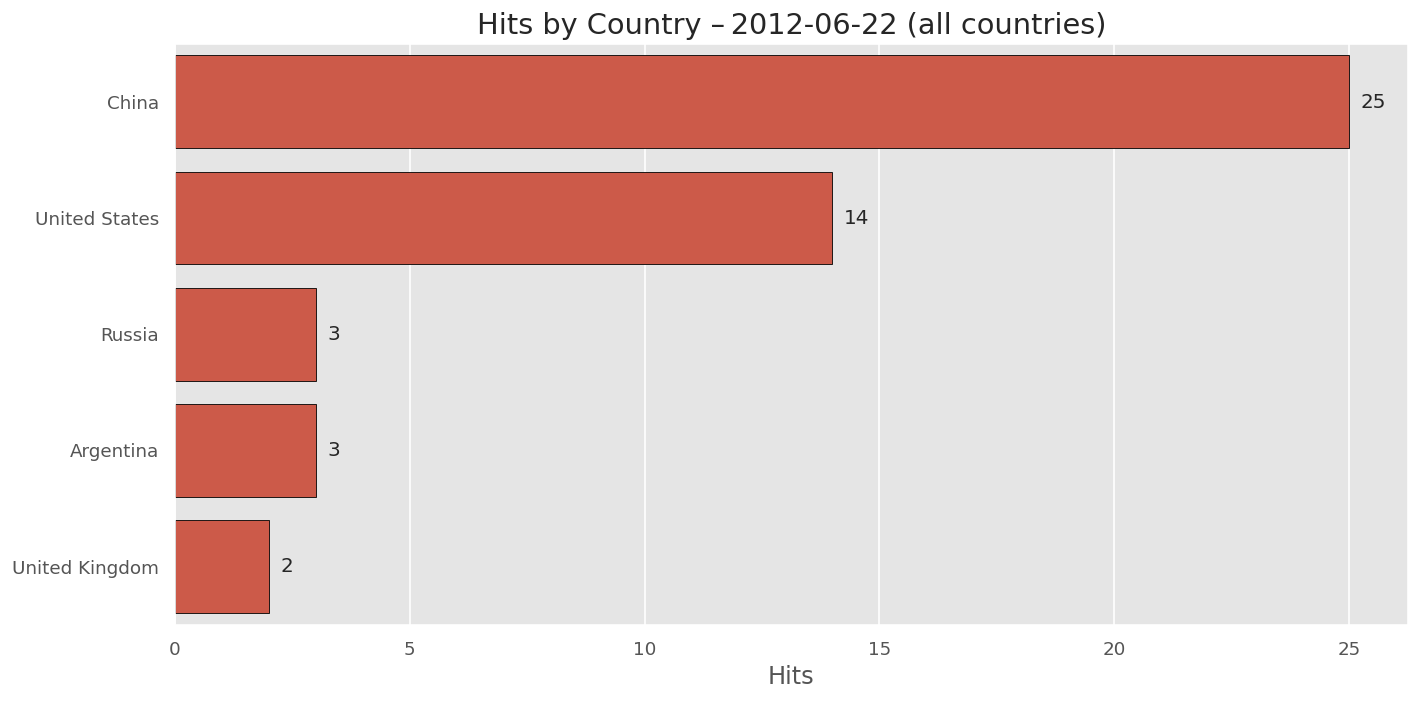 Hits by Country – 2012-06-22 (all countries)
China 25
United States 14
Russia 3
Argentina 3
United Kingdom 2
0 5 10 15 20 25
Hits